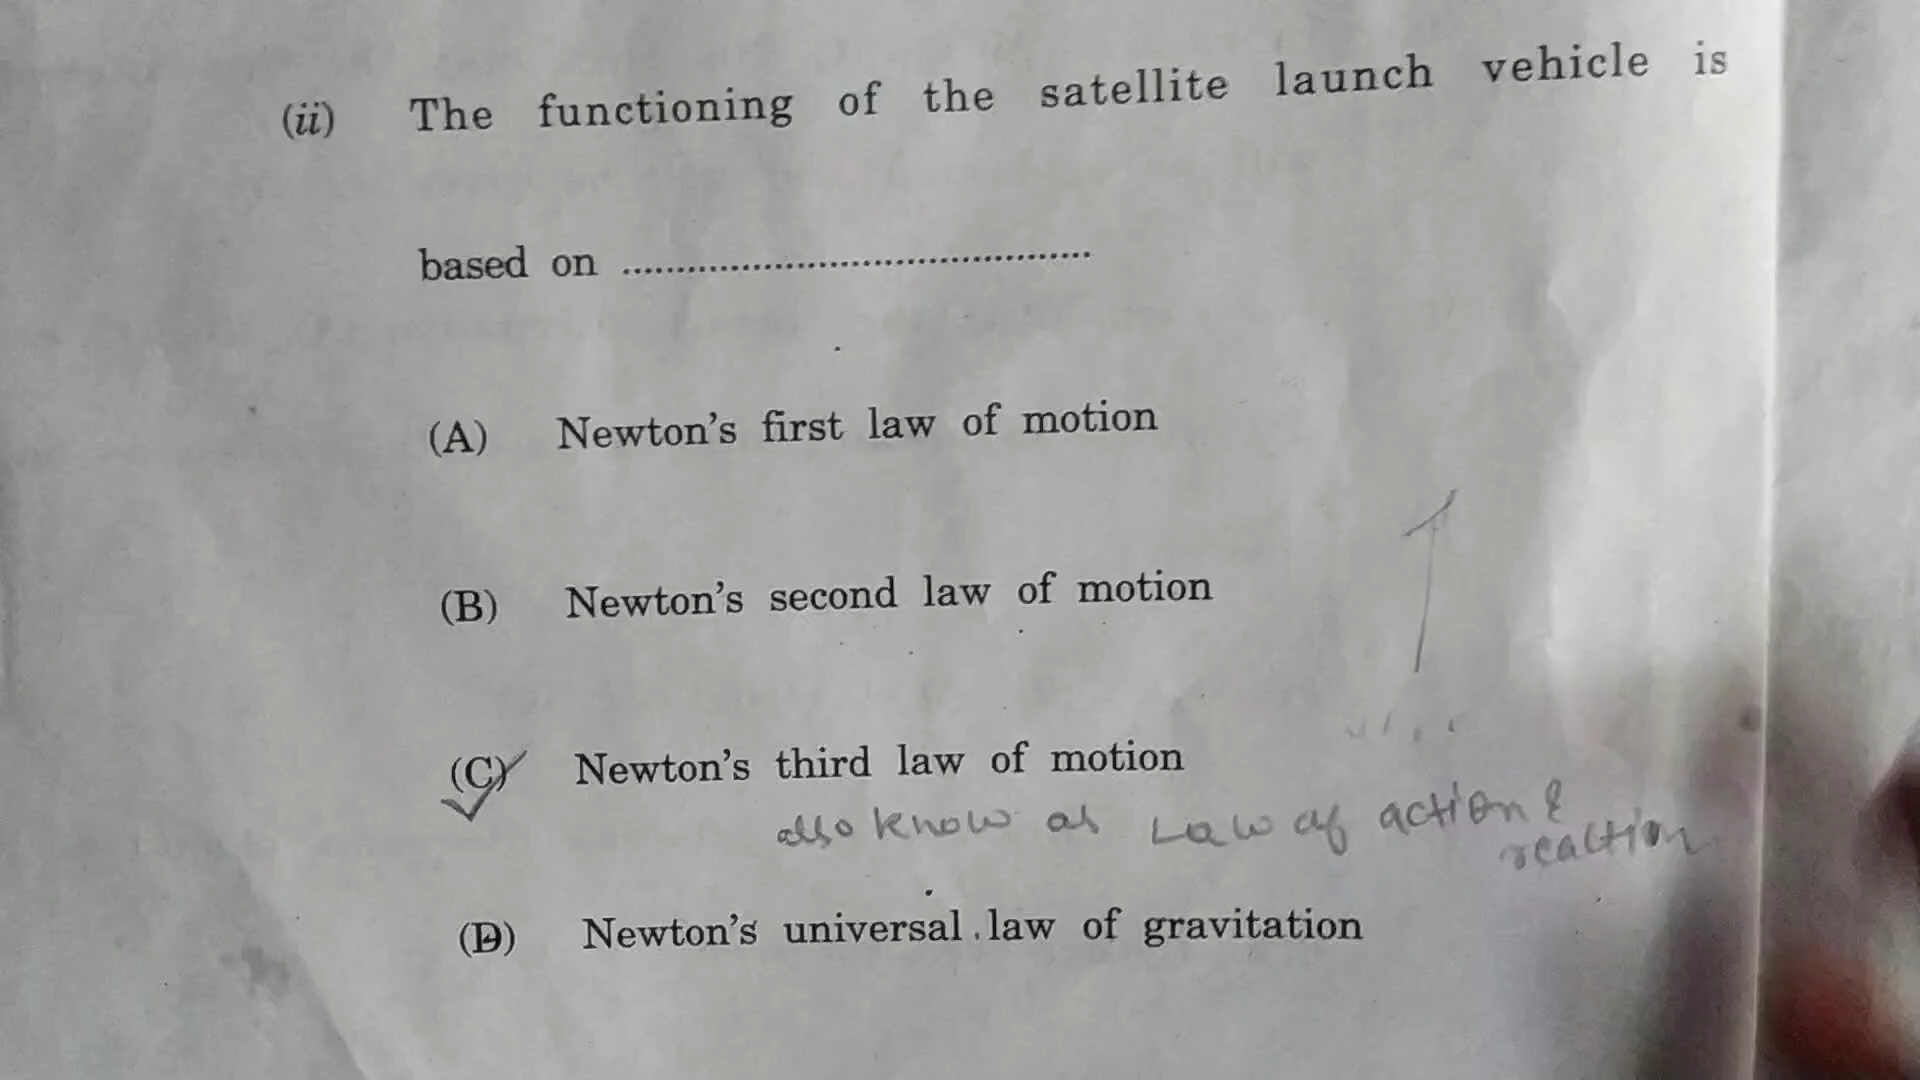 (ii) The functioning of the satellite launch vehicle is
based on ................................................
(A) Newton's first law of motion
(B) Newton's second law of motion
(C) Newton's third law of motion
also know as Law of action &
reaction
(D) Newton's universal law of gravitation